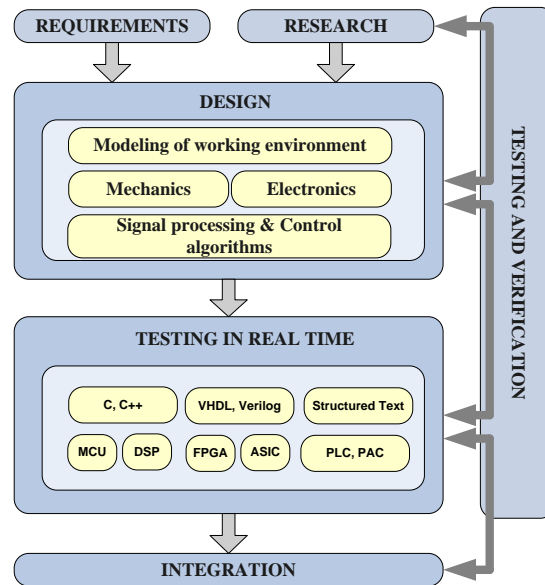 REQUIREMENTS
RESEARCH
DESIGN
Modeling of working environment
Mechanics
Electronics
Signal processing & Control
algorithms
TESTING IN REAL TIME
C, C++
VHDL, Verilog
Structured Text
MCU
DSP
FPGA
ASIC
PLC, PAC
INTEGRATION
TESTING AND VERIFICATION